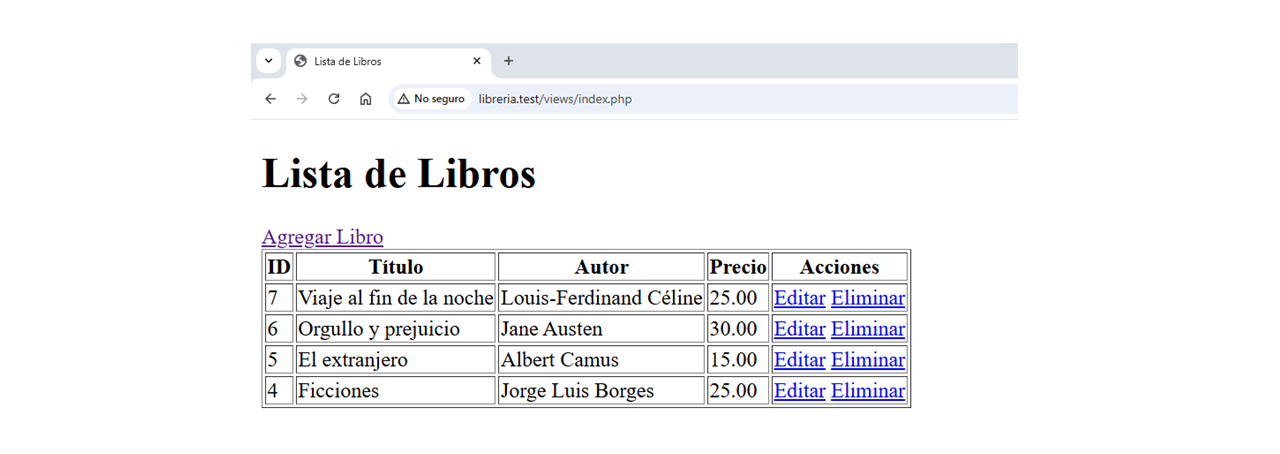 Lista de Libros
No seguro libreria.test/views/index.php
Lista de Libros
Agregar Libro
ID Título Autor Precio Acciones
7 Viaje al fin de la noche Louis-Ferdinand Céline 25.00 Editar Eliminar
6 Orgullo y prejuicio Jane Austen 30.00 Editar Eliminar
5 El extranjero Albert Camus 15.00 Editar Eliminar
4 Ficciones Jorge Luis Borges 25.00 Editar Eliminar